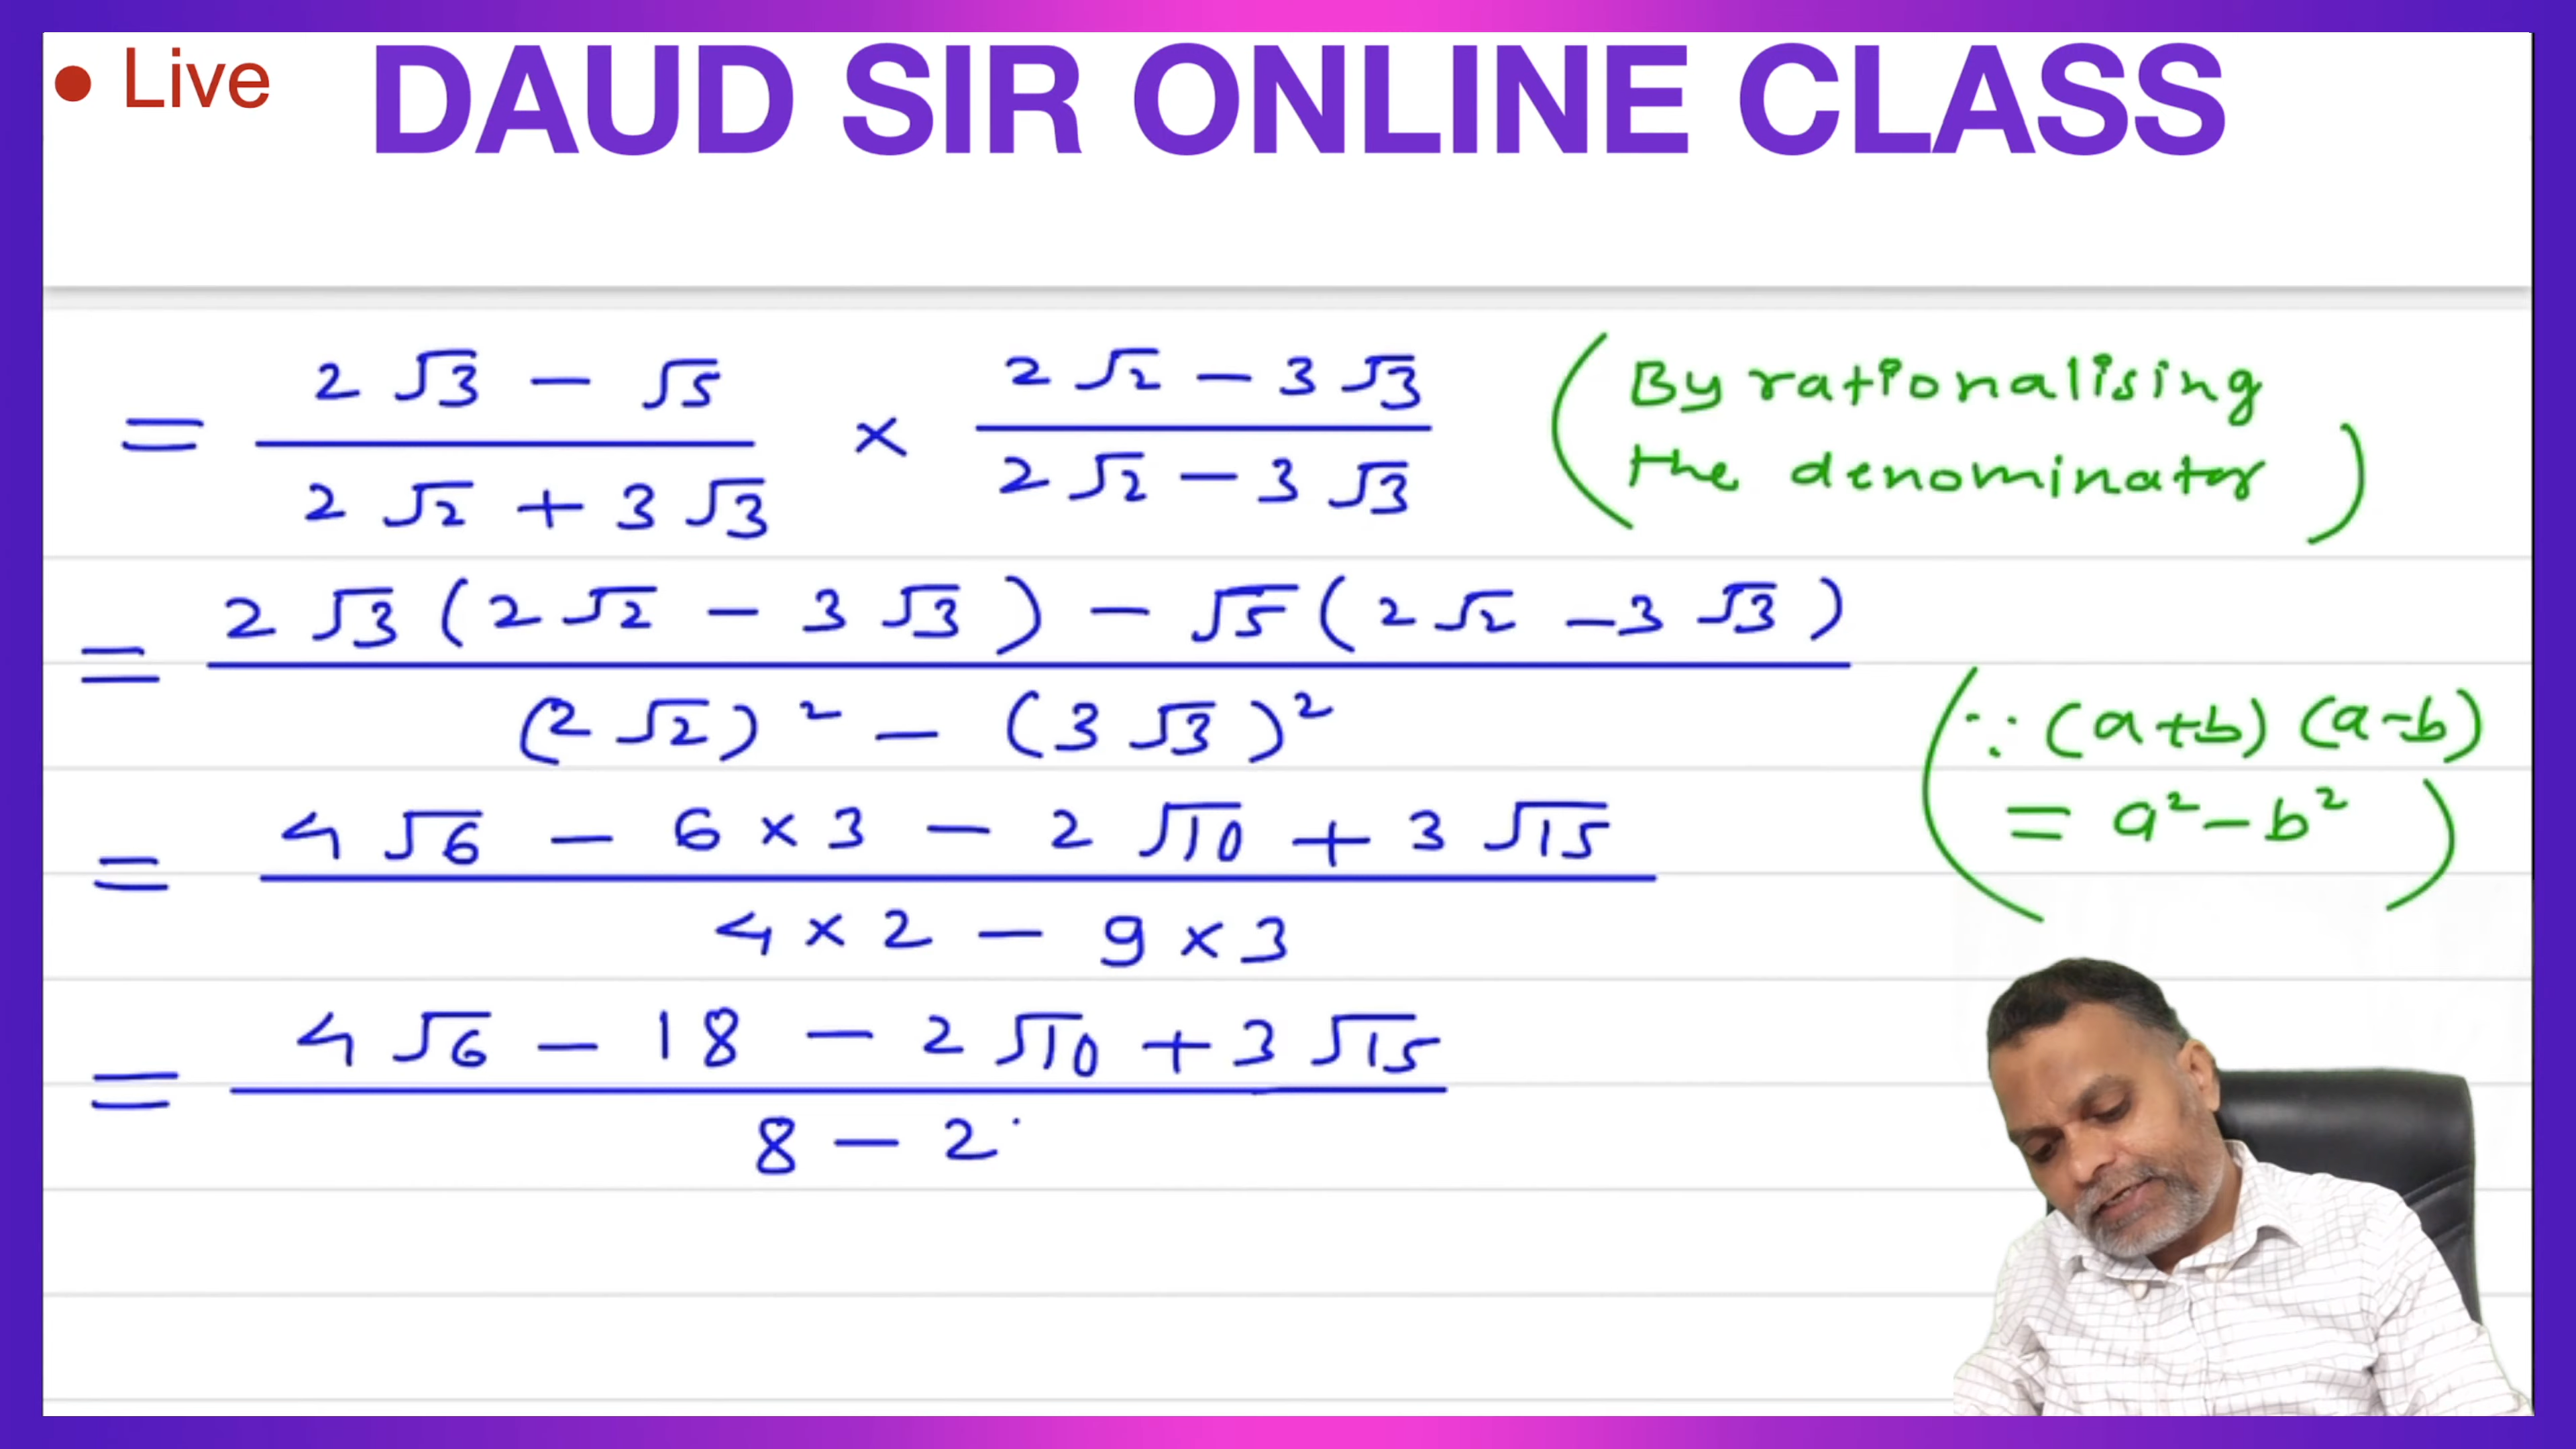 • Live DAUD SIR ONLINE CLASS
= (2√3 − √5)/(2√2 + 3√3) × (2√2 − 3√3)/(2√2 − 3√3)
(By rationalising
the denominator)
= (2√3(2√2 − 3√3) − √5(2√2 − 3√3))/((2√2)² − (3√3)²)
(∵ (a+b)(a−b)
= a²−b²)
= (4√6 − 6×3 − 2√10 + 3√15)/(4×2 − 9×3)
= (4√6 − 18 − 2√10 + 3√15)/(8 − 2